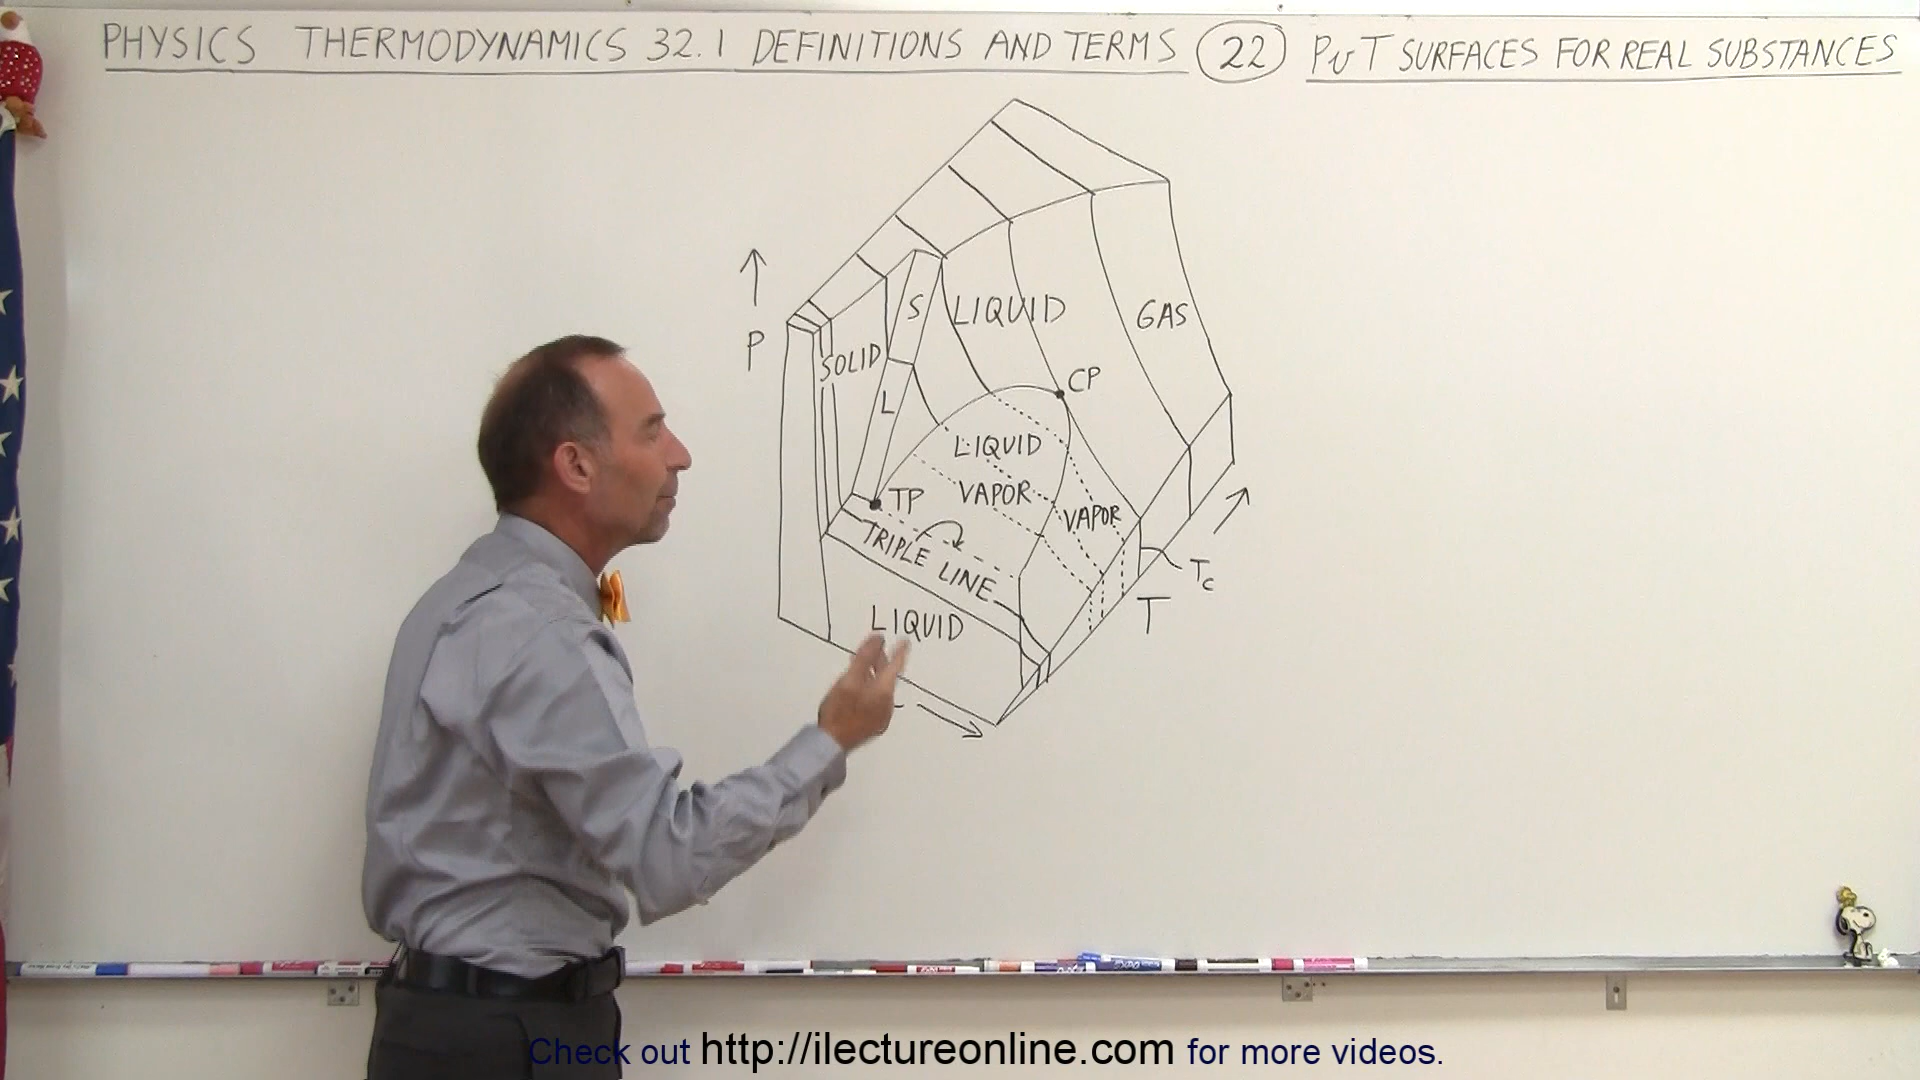 PHYSICS THERMODYNAMICS 32.1 DEFINITIONS AND TERMS 22 PvT SURFACES FOR REAL SUBSTANCES
P
SOLID
S
L
LIQUID
GAS
CP
LIQUID
VAPOR
VAPOR
TP
TRIPLE LINE
Tc
T
LIQUID
Check out http://ilectureonline.com for more videos.